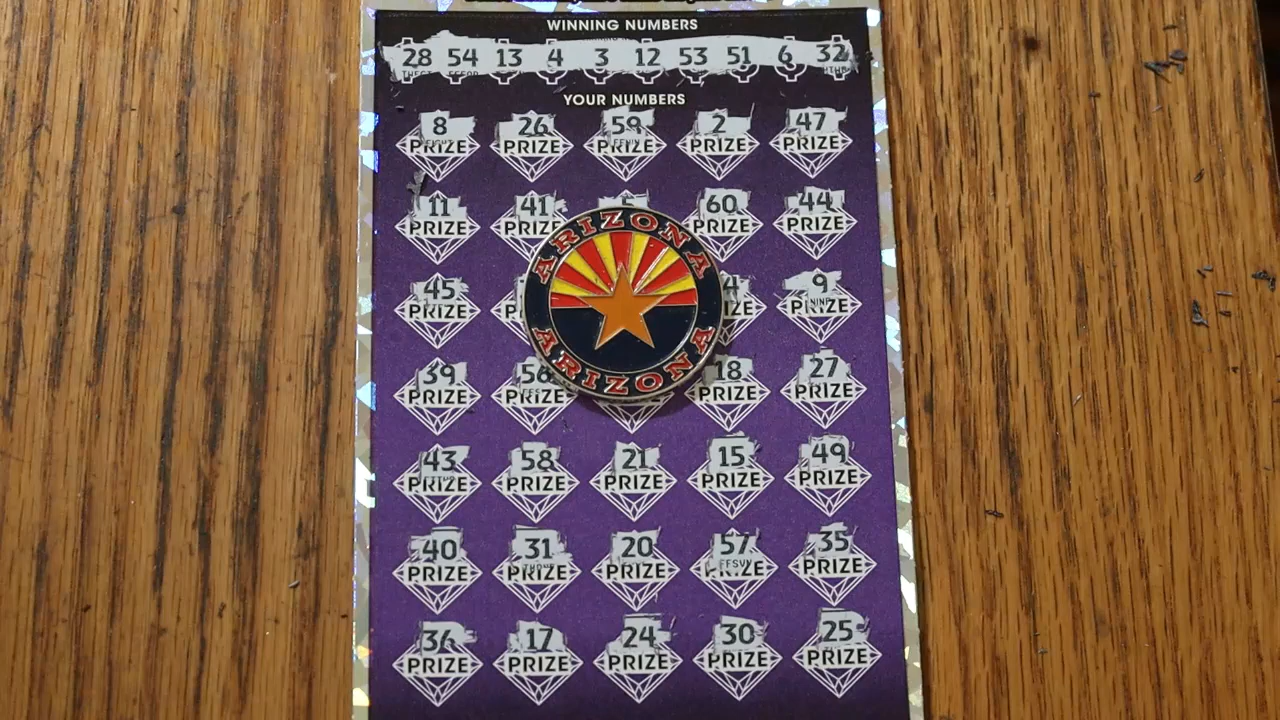 WINNING NUMBERS
28 54 13 4 3 12 53 51 6 32
YOUR NUMBERS
8 26 59 2 47
PRIZE PRIZE PRIZE PRIZE PRIZE
11 41 5 60 44
PRIZE PRIZE PRIZE PRIZE
ARIZONA
45 4 9
NINE
PRIZE PRIZE
ARIZONA
39 56 18 27
PRIZE PRIZE PRIZE PRIZE
43 58 21 15 49
PRIZE PRIZE PRIZE PRIZE PRIZE
40 31 20 57 35
FFSVN
PRIZE PRIZE PRIZE PRIZE PRIZE
36 17 24 30 25
PRIZE PRIZE PRIZE PRIZE PRIZE